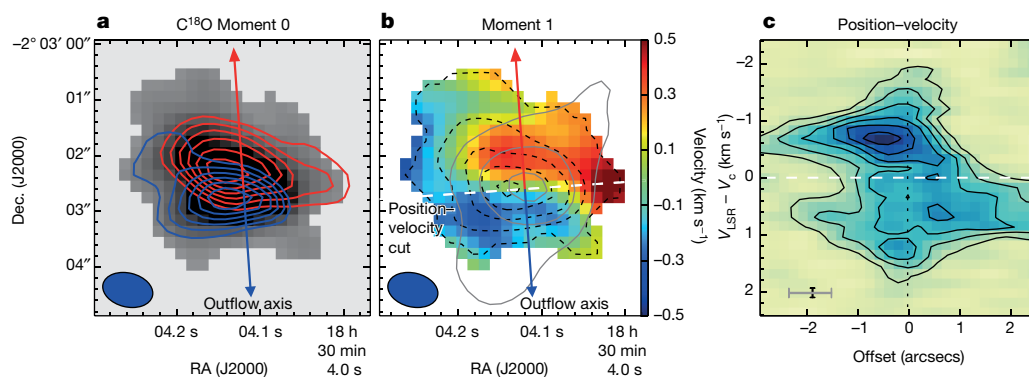 a
C¹⁸O Moment 0
−2° 03′ 00″
01″
02″
03″
04″
Dec. (J2000)
Outflow axis
04.2 s
04.1 s
18 h
30 min
4.0 s
RA (J2000)
b
Moment 1
Position–
velocity
cut
Outflow axis
04.2 s
04.1 s
18 h
30 min
4.0 s
RA (J2000)
0.5
0.3
0.1
−0.1
−0.3
−0.5
Velocity (km s⁻¹)
c
Position–velocity
−2
−1
0
1
2
V_LSR − V_c (km s⁻¹)
−2
−1
0
1
2
Offset (arcsecs)